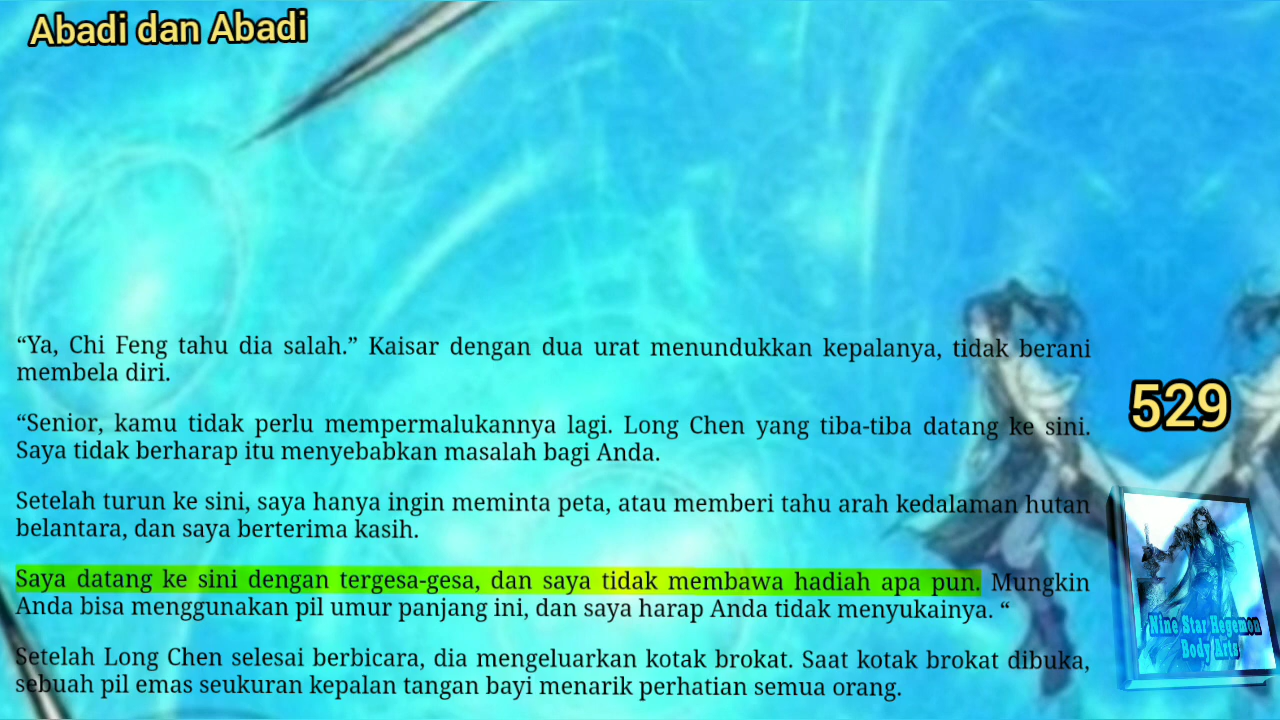 Abadi dan Abadi
“Ya, Chi Feng tahu dia salah.” Kaisar dengan dua urat menundukkan kepalanya, tidak berani
membela diri.
“Senior, kamu tidak perlu mempermalukannya lagi. Long Chen yang tiba-tiba datang ke sini.
Saya tidak berharap itu menyebabkan masalah bagi Anda.
529
Setelah turun ke sini, saya hanya ingin meminta peta, atau memberi tahu arah kedalaman hutan
belantara, dan saya berterima kasih.
Saya datang ke sini dengan tergesa-gesa, dan saya tidak membawa hadiah apa pun. Mungkin
Anda bisa menggunakan pil umur panjang ini, dan saya harap Anda tidak menyukainya. “
Nine Star Hegemon
Body Arts
Setelah Long Chen selesai berbicara, dia mengeluarkan kotak brokat. Saat kotak brokat dibuka,
sebuah pil emas seukuran kepalan tangan bayi menarik perhatian semua orang.